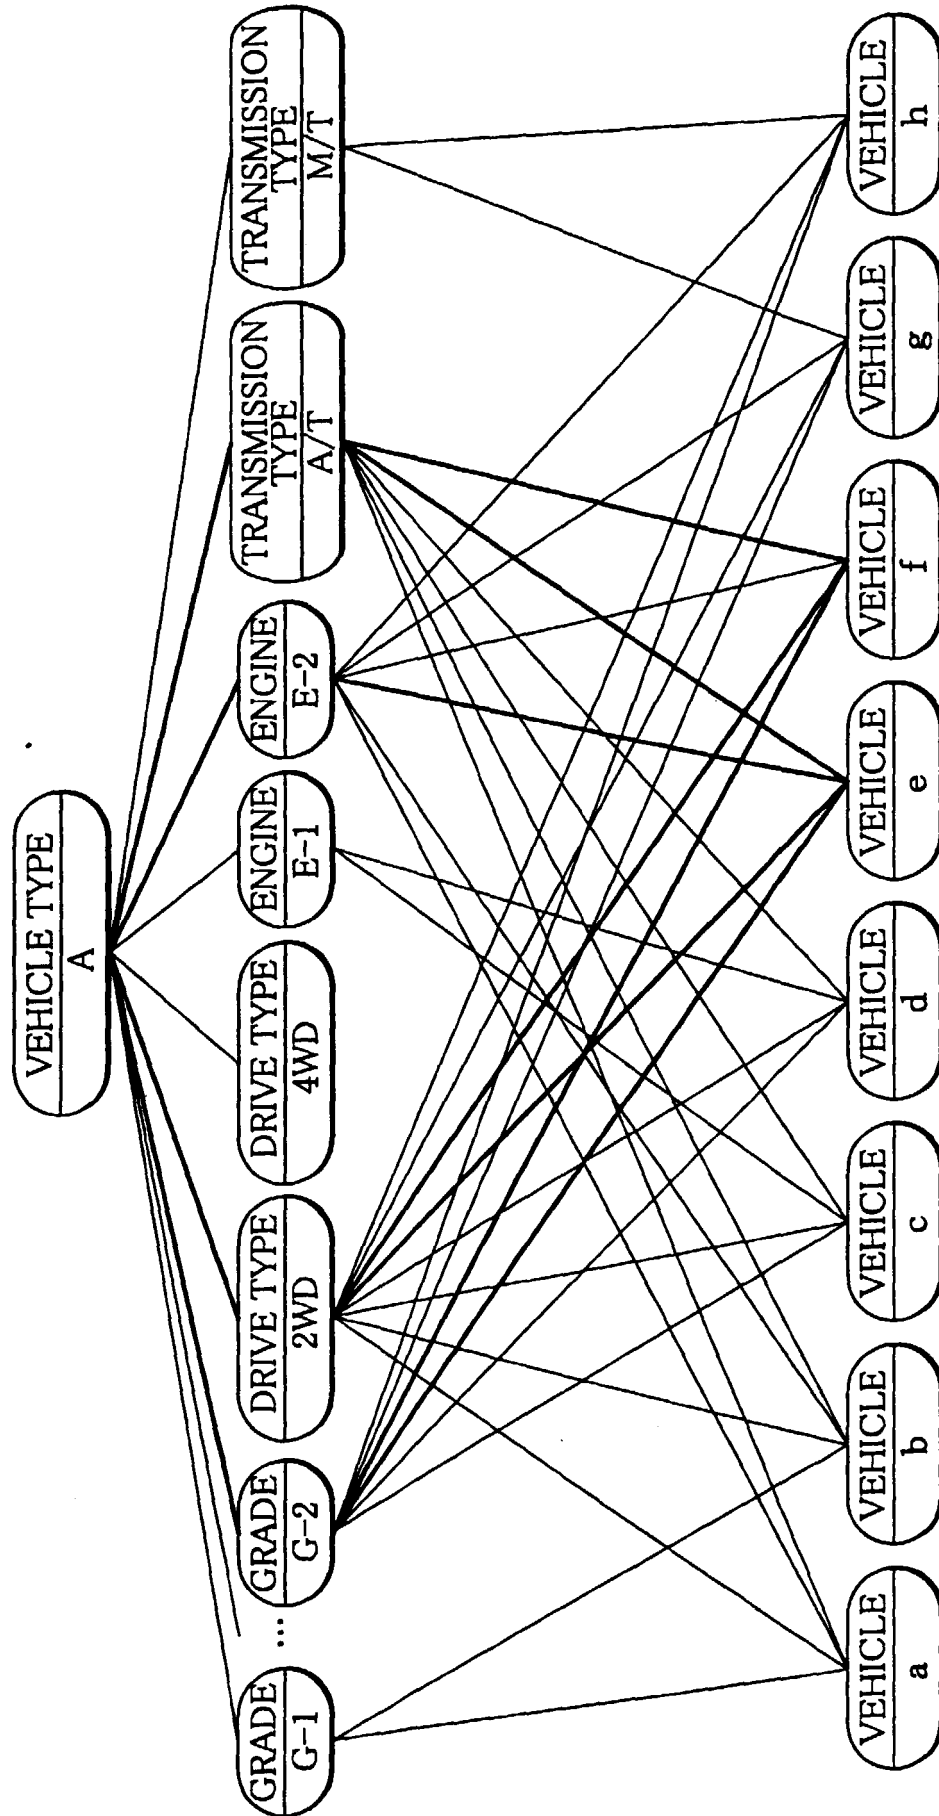 VEHICLE TYPE
A
GRADE
G-1
...
GRADE
G-2
DRIVE TYPE
2WD
DRIVE TYPE
4WD
ENGINE
E-1
ENGINE
E-2
TRANSMISSION
TYPE
A/T
TRANSMISSION
TYPE
M/T
VEHICLE
a
VEHICLE
b
VEHICLE
c
VEHICLE
d
VEHICLE
e
VEHICLE
f
VEHICLE
g
VEHICLE
h